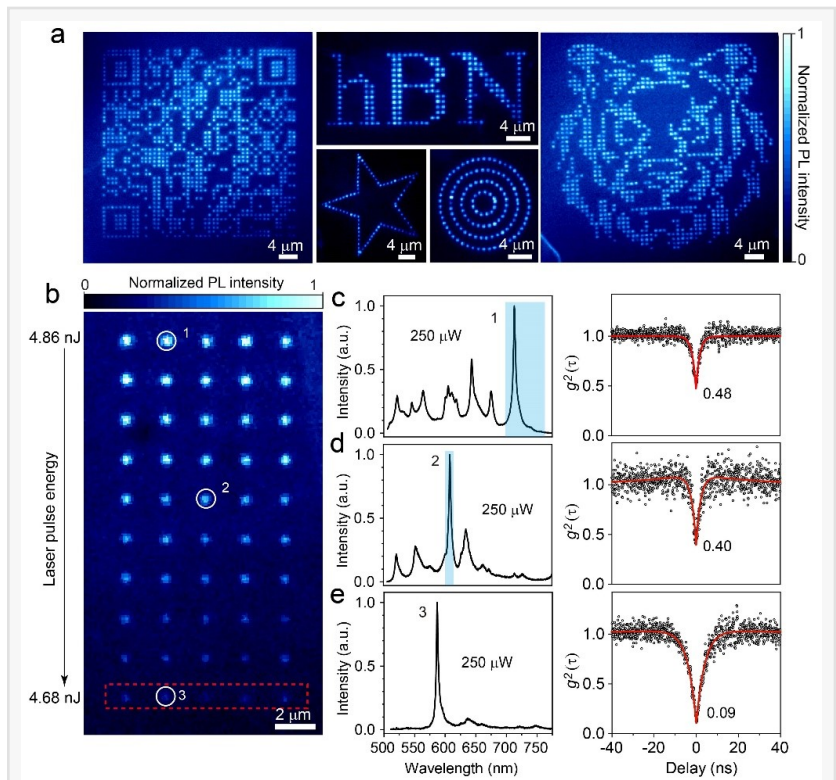 a
hBN
4 μm
4 μm
4 μm
4 μm
4 μm
1
Normalized PL intensity
0
b
0 Normalized PL intensity 1
4.86 nJ
Laser pulse energy
4.68 nJ
1
2
3
2 μm
c
1.0
0.5
0.0
Intensity (a.u.)
250 μW
1
1.0
0.5
0.0
g²(τ)
0.48
d
1.0
0.5
0.0
Intensity (a.u.)
2
250 μW
1.0
0.5
0.0
g²(τ)
0.40
e
1.0
0.5
0.0
Intensity (a.u.)
3
250 μW
500 550 600 650 700 750
Wavelength (nm)
1.0
0.5
0.0
g²(τ)
0.09
-40 -20 0 20 40
Delay (ns)